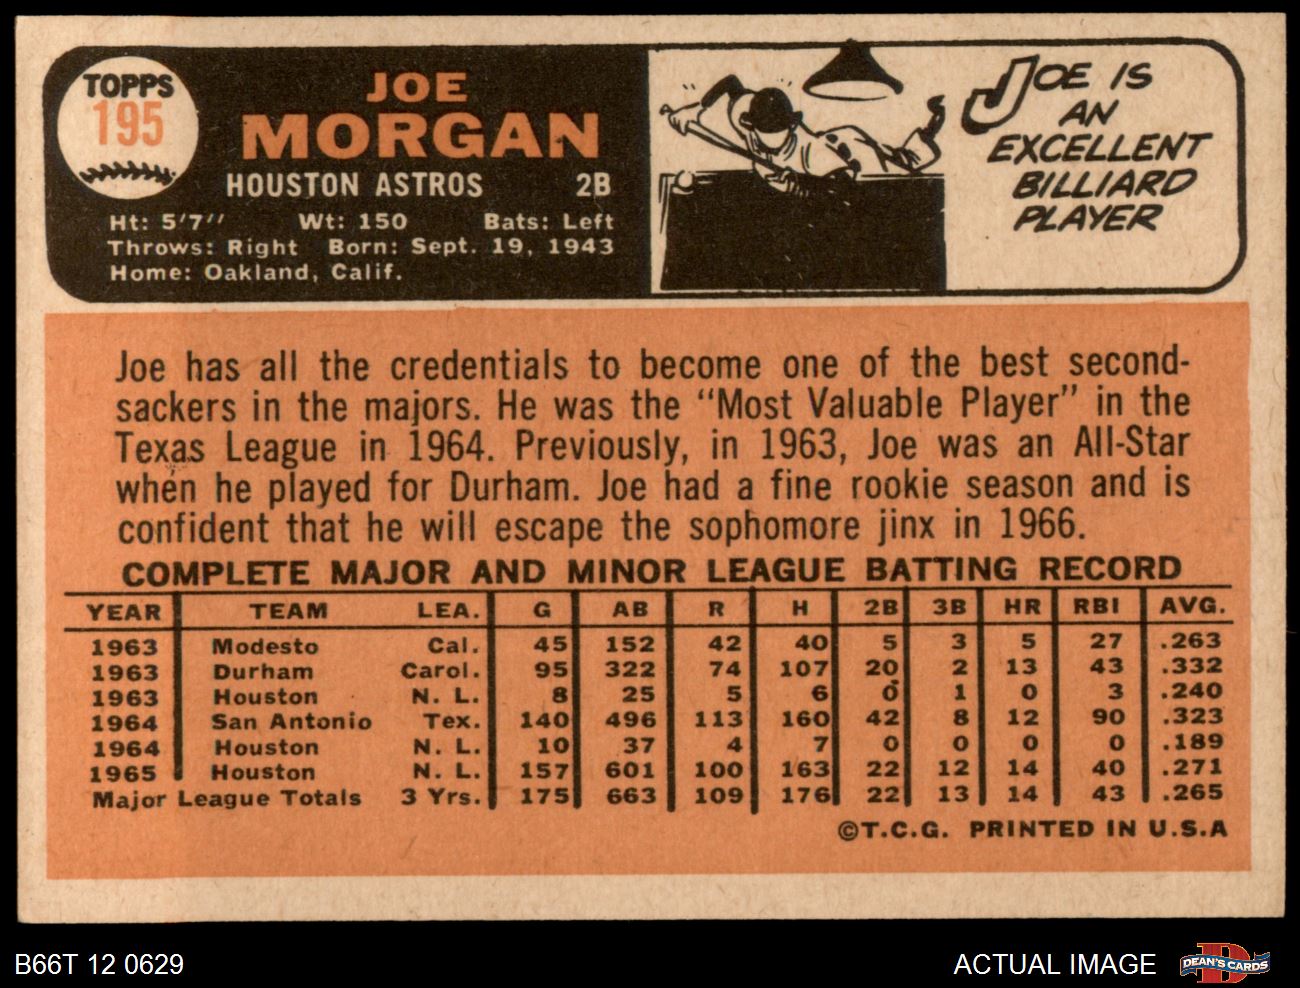 TOPPS
195
JOE
MORGAN
HOUSTON ASTROS 2B
Ht: 5'7'' Wt: 150 Bats: Left
Throws: Right Born: Sept. 19, 1943
Home: Oakland, Calif.
JOE IS
AN
EXCELLENT
BILLIARD
PLAYER
Joe has all the credentials to become one of the best second-
sackers in the majors. He was the "Most Valuable Player" in the
Texas League in 1964. Previously, in 1963, Joe was an All-Star
when he played for Durham. Joe had a fine rookie season and is
confident that he will escape the sophomore jinx in 1966.
COMPLETE MAJOR AND MINOR LEAGUE BATTING RECORD
YEAR TEAM LEA. G AB R H 2B 3B HR RBI AVG.
1963 Modesto Cal. 45 152 42 40 5 3 5 27 .263
1963 Durham Carol. 95 322 74 107 20 2 13 43 .332
1963 Houston N. L. 8 25 5 6 0 1 0 3 .240
1964 San Antonio Tex. 140 496 113 160 42 8 12 90 .323
1964 Houston N. L. 10 37 4 7 0 0 0 0 .189
1965 Houston N. L. 157 601 100 163 22 12 14 40 .271
Major League Totals 3 Yrs. 175 663 109 176 22 13 14 43 .265
©T.C.G. PRINTED IN U.S.A
B66T 12 0629
ACTUAL IMAGE
D
DEAN'S CARDS